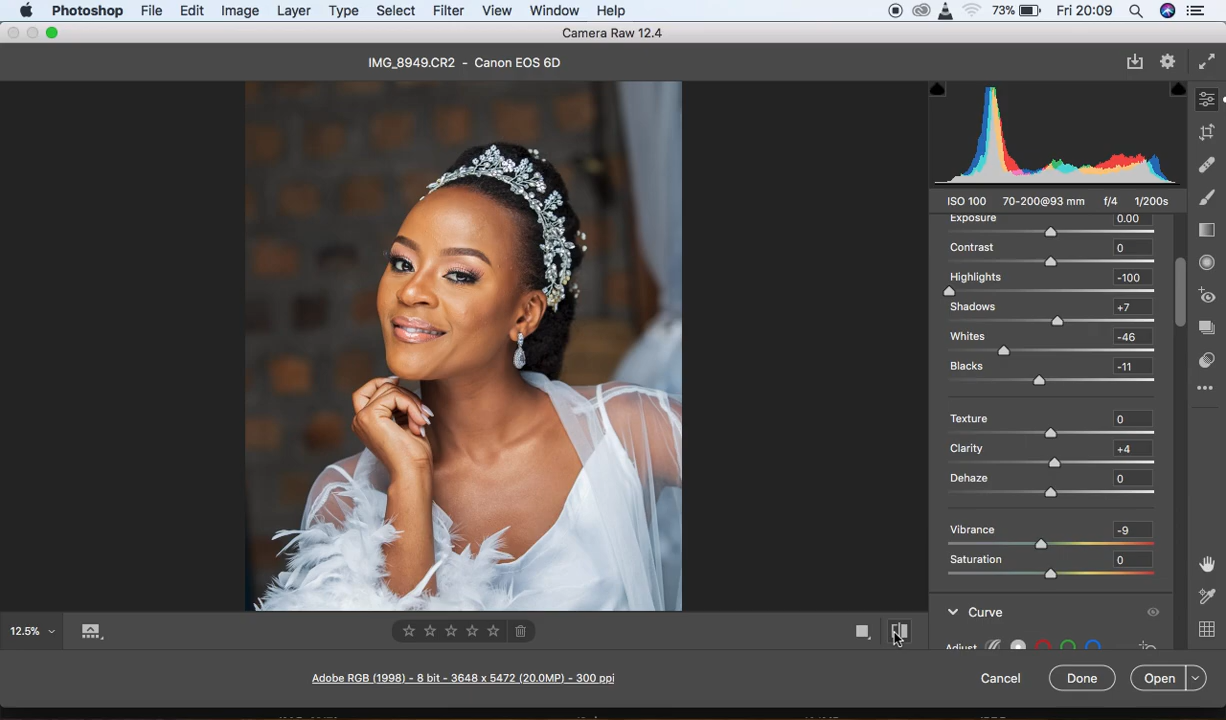 Photoshop File Edit Image Layer Type Select Filter View Window Help 73% Fri 20:09
Camera Raw 12.4
IMG_8949.CR2 - Canon EOS 6D
ISO 100 70-200@93 mm f/4 1/200s
Exposure 0.00
Contrast 0
Highlights -100
Shadows +7
Whites -46
Blacks -11
Texture 0
Clarity +4
Dehaze 0
Vibrance -9
Saturation 0
Curve
Adjust
12.5%
Adobe RGB (1998) - 8 bit - 3648 x 5472 (20.0MP) - 300 ppi
Cancel Done Open